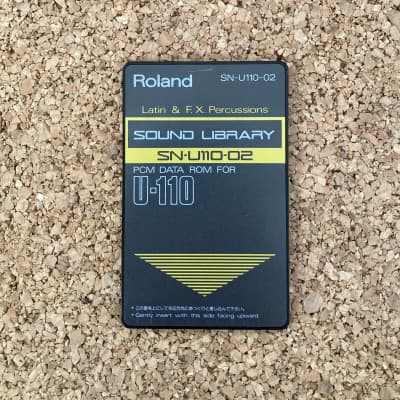 Roland SN-U110-02
Latin & F.X. Percussions
SOUND LIBRARY
SN-U110-02
PCM DATA ROM FOR
U-110
• Gently insert with this side facing upward.